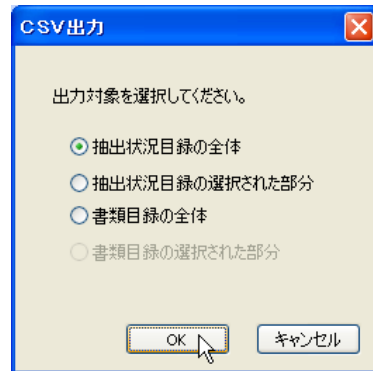 CSV出力
出力対象を選択してください。
抽出状況目録の全体
抽出状況目録の選択された部分
書類目録の全体
書類目録の選択された部分
OK
キャンセル